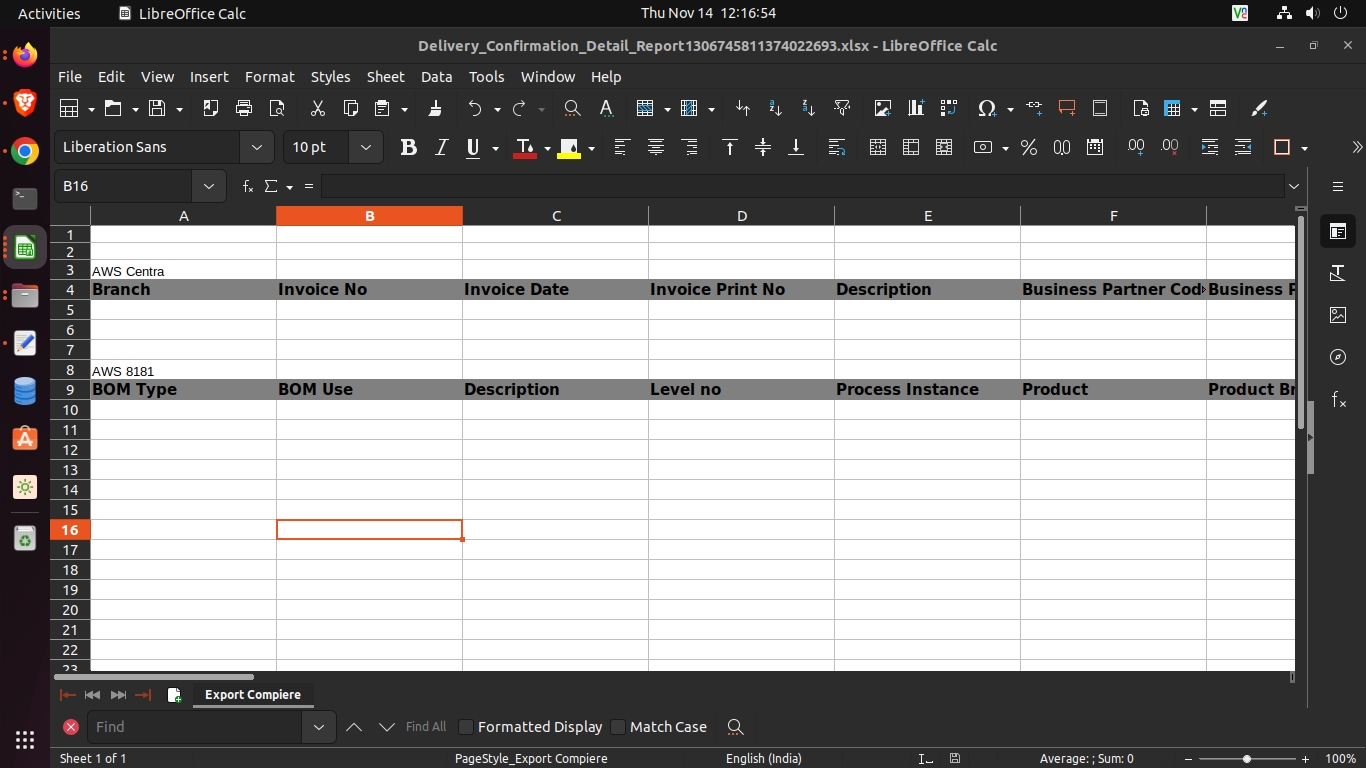 Activities LibreOffice Calc Thu Nov 14 12:16:54
Delivery_Confirmation_Detail_Report1306745811374022693.xlsx - LibreOffice Calc
File Edit View Insert Format Styles Sheet Data Tools Window Help
Liberation Sans 10 pt
B16 =
A B C D E F
1
2
3 AWS Centra
4 Branch Invoice No Invoice Date Invoice Print No Description Business Partner Cod Business P
5
6
7
8 AWS 8181
9 BOM Type BOM Use Description Level no Process Instance Product Product Br
10
11
12
13
14
15
16
17
18
19
20
21
22
23
Export Compiere
Find Find All Formatted Display Match Case
Sheet 1 of 1 PageStyle_Export Compiere English (India) Average: ; Sum: 0 100%